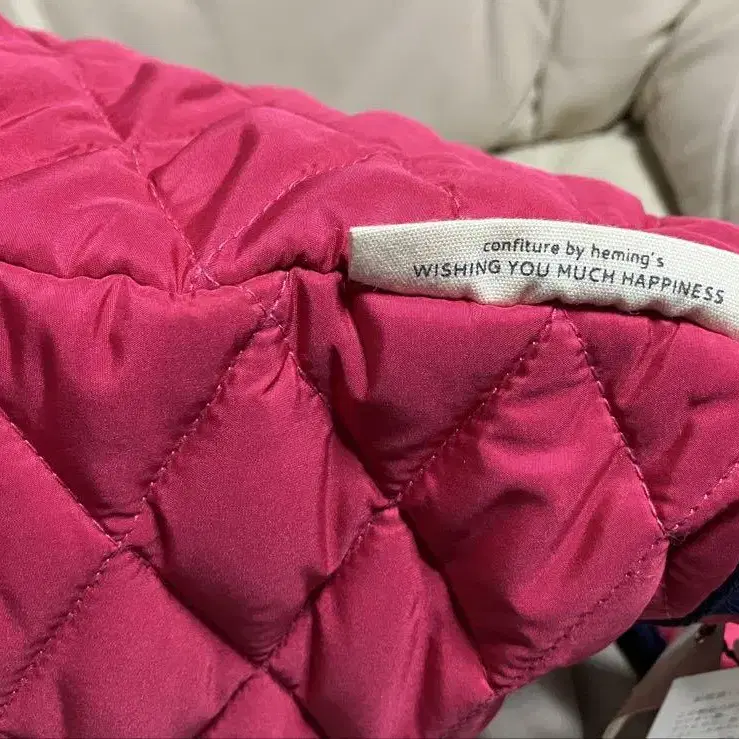 confiture by heming's
WISHING YOU MUCH HAPPINESS